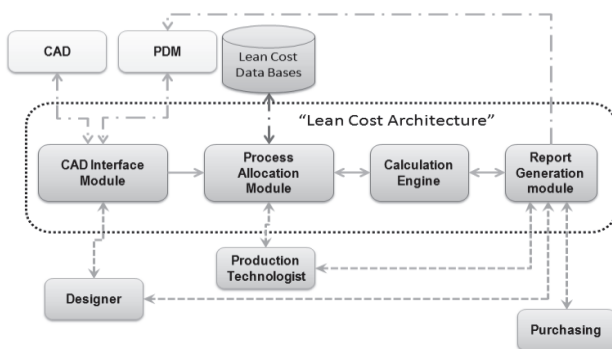 CAD
PDM
Lean Cost
Data Bases
“Lean Cost Architecture”
CAD Interface
Module
Process
Allocation
Module
Calculation
Engine
Report
Generation
module
Production
Technologist
Designer
Purchasing